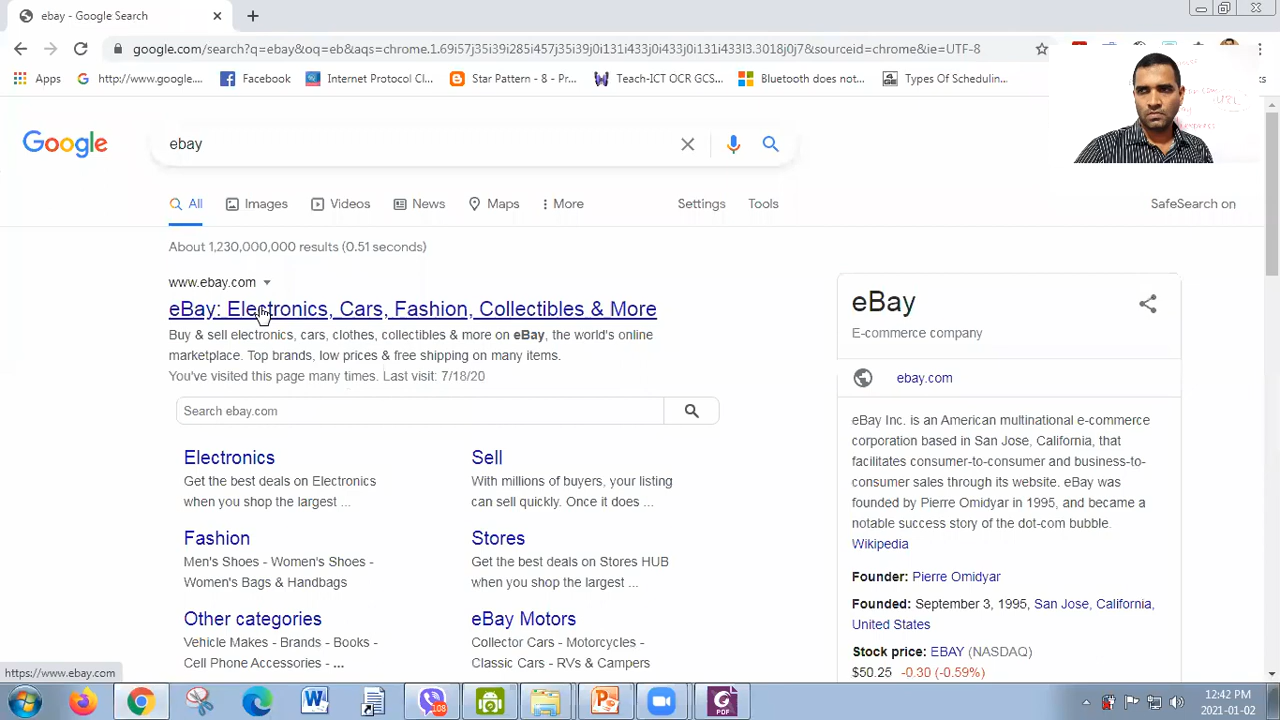 ebay - Google Search
google.com/search?q=ebay&oq=eb&aqs=chrome.1.69i57j35i39i285i457j35i39j0i131i433j0i433j0i131i433l3.3018j0j7&sourceid=chrome&ie=UTF-8
Apps
http://www.google....
Facebook
Internet Protocol Cl...
Star Pattern - 8 - Pr...
Teach-ICT OCR GCS...
Bluetooth does not...
Types Of Schedulin...
URL
Google
ebay
All
Images
Videos
News
Maps
More
Settings
Tools
SafeSearch on
About 1,230,000,000 results (0.51 seconds)
www.ebay.com
eBay: Electronics, Cars, Fashion, Collectibles & More
Buy & sell electronics, cars, clothes, collectibles & more on eBay, the world's online
marketplace. Top brands, low prices & free shipping on many items.
You've visited this page many times. Last visit: 7/18/20
Search ebay.com
Electronics
Get the best deals on Electronics
when you shop the largest ...
Sell
With millions of buyers, your listing
can sell quickly. Once it does ...
Fashion
Men's Shoes - Women's Shoes -
Women's Bags & Handbags
Stores
Get the best deals on Stores HUB
when you shop the largest ...
Other categories
Vehicle Makes - Brands - Books -
Cell Phone Accessories - ...
eBay Motors
Collector Cars - Motorcycles -
Classic Cars - RVs & Campers
eBay
E-commerce company
ebay.com
eBay Inc. is an American multinational e-commerce
corporation based in San Jose, California, that
facilitates consumer-to-consumer and business-to-
consumer sales through its website. eBay was
founded by Pierre Omidyar in 1995, and became a
notable success story of the dot-com bubble.
Wikipedia
Founder: Pierre Omidyar
Founded: September 3, 1995, San Jose, California,
United States
Stock price: EBAY (NASDAQ)
$50.25 -0.30 (-0.59%)
https://www.ebay.com
108
PDF
12:42 PM
2021-01-02